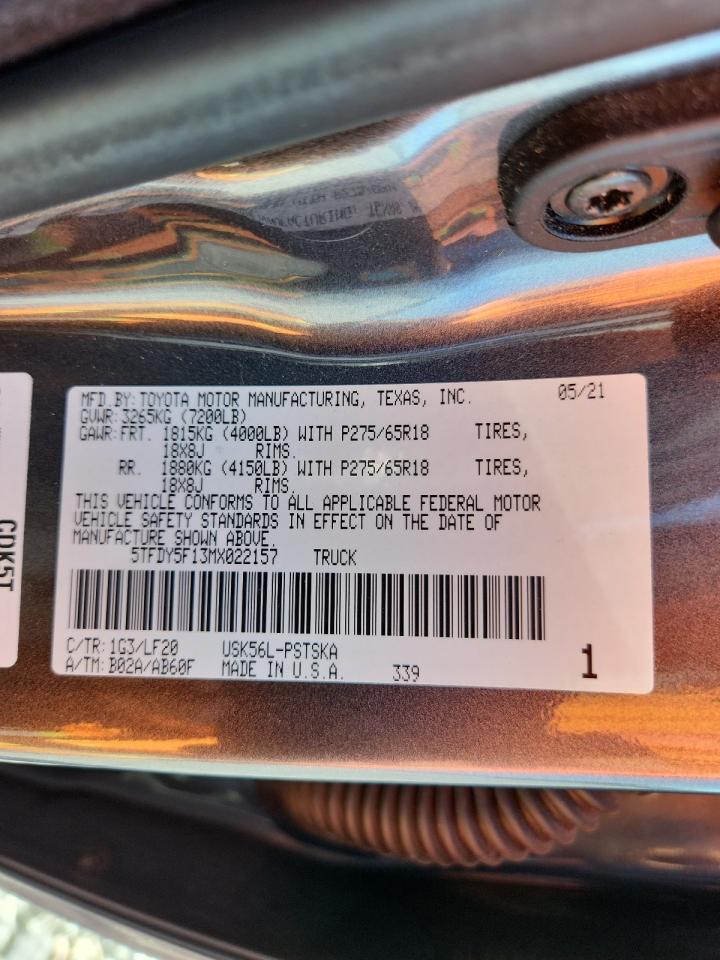 MFD.BY:TOYOTA MOTOR MANUFACTURING, TEXAS, INC. 05/21
GVWR:3265KG (7200LB)
GAWR:FRT. 1815KG (4000LB) WITH P275/65R18 TIRES,
18X8J RIMS.
RR. 1880KG (4150LB) WITH P275/65R18 TIRES,
18X8J RIMS.
THIS VEHICLE CONFORMS TO ALL APPLICABLE FEDERAL MOTOR
VEHICLE SAFETY STANDARDS IN EFFECT ON THE DATE OF
MANUFACTURE SHOWN ABOVE.
5TFDY5F13MX022157 TRUCK
C/TR:1G3/LF20 USK56L-PSTSKA
A/TM:B02A/AB60F MADE IN U.S.A. 339 1